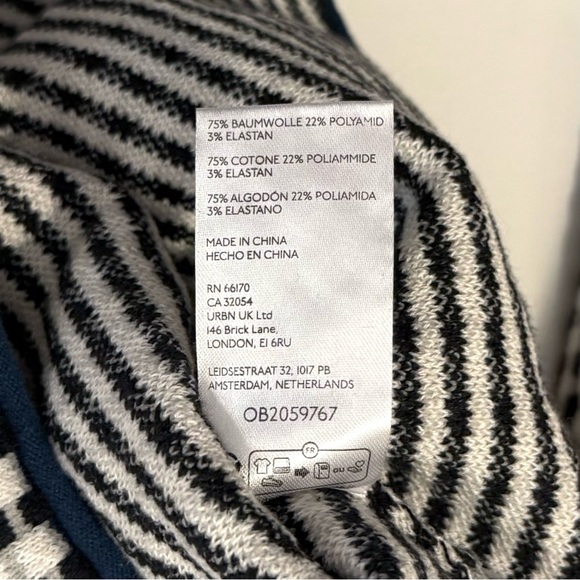 75% BAUMWOLLE 22% POLYAMID
3% ELASTAN
75% COTONE 22% POLIAMMIDE
3% ELASTAN
75% ALGODÓN 22% POLIAMIDA
3% ELASTANO
MADE IN CHINA
HECHO EN CHINA
RN 66170
CA 32054
URBN UK Ltd
146 Brick Lane,
LONDON, E1 6RU
LEIDSESTRAAT 32, 1017 PB
AMSTERDAM, NETHERLANDS
OB2059767
FR
OU